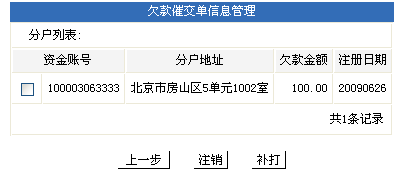 欠款催交单信息管理
分户列表:
资金账号 分户地址 欠款金额 注册日期
100003063333 北京市房山区5单元1002室 100.00 20090626
共1条记录
上一步 注销 补打